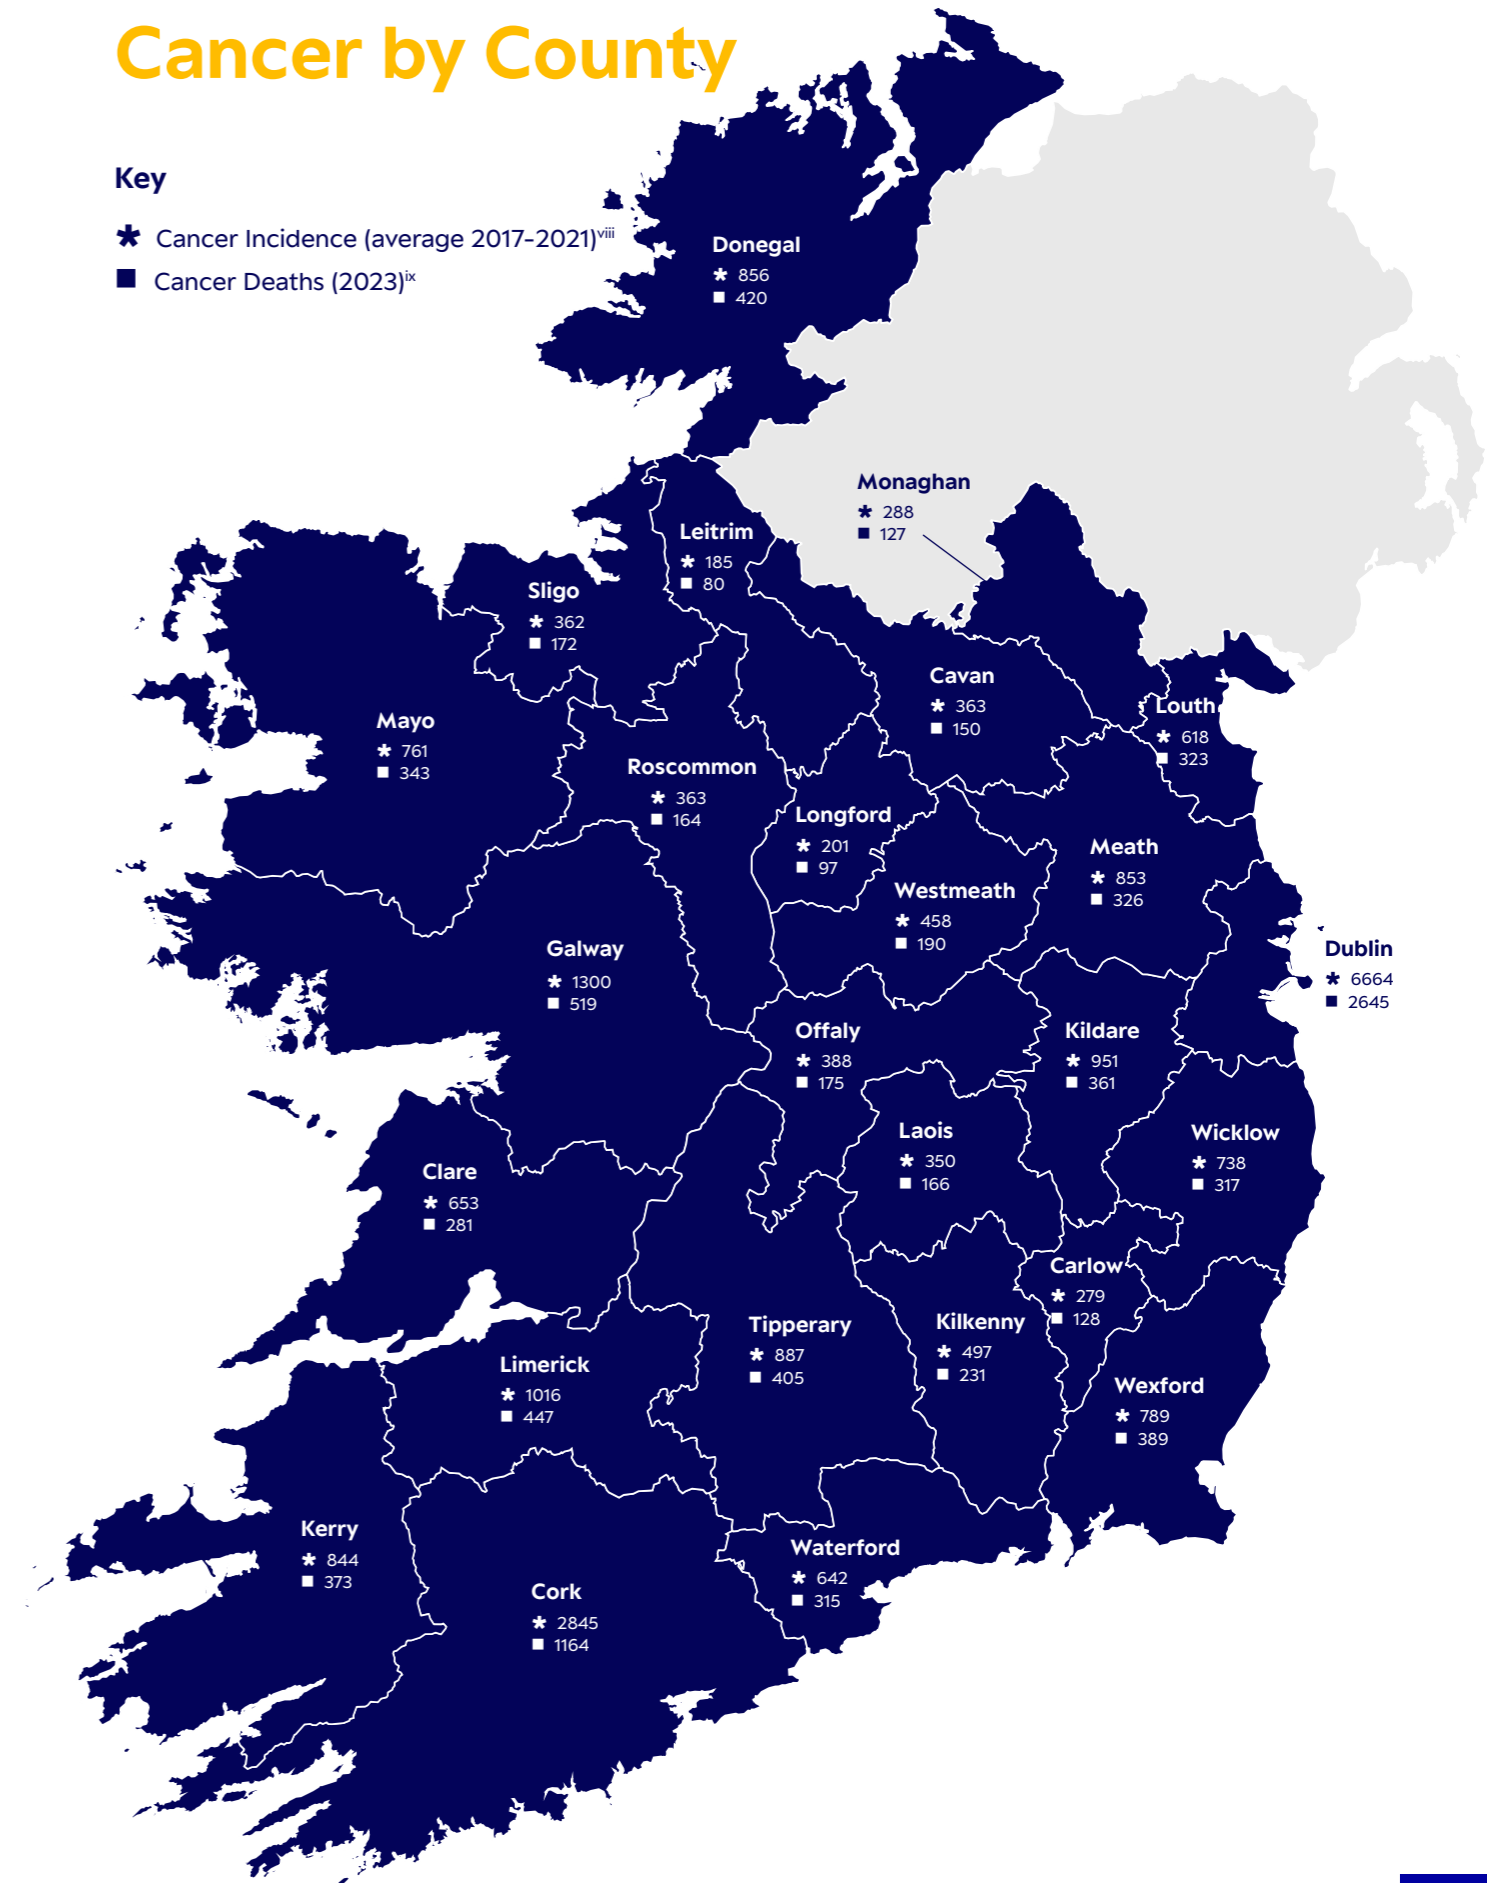 Cancer by County
Key
* Cancer Incidence (average 2017-2021)viii
■ Cancer Deaths (2023)ix
Donegal
* 856
■ 420
Monaghan
* 288
■ 127
Leitrim
* 185
■ 80
Sligo
* 362
■ 172
Cavan
* 363
■ 150
Louth
* 618
■ 323
Mayo
* 761
■ 343
Roscommon
* 363
■ 164
Longford
* 201
■ 97
Meath
* 853
■ 326
Westmeath
* 458
■ 190
Galway
* 1300
■ 519
Dublin
* 6664
■ 2645
Offaly
* 388
■ 175
Kildare
* 951
■ 361
Laois
* 350
■ 166
Wicklow
* 738
■ 317
Clare
* 653
■ 281
Carlow
* 279
■ 128
Tipperary
* 887
■ 405
Kilkenny
* 497
■ 231
Limerick
* 1016
■ 447
Wexford
* 789
■ 389
Kerry
* 844
■ 373
Waterford
* 642
■ 315
Cork
* 2845
■ 1164